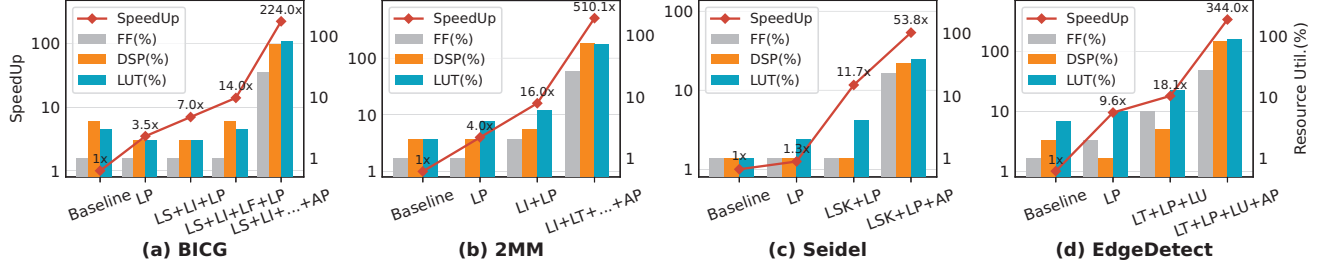 SpeedUp
100
10
1
SpeedUp
FF(%)
DSP(%)
LUT(%)
1x
3.5x
7.0x
14.0x
224.0x
100
10
1
Baseline
LP
LS+LI+LP
LS+LI+LF+LP
LS+LI+...+AP
(a) BICG
100
10
1
SpeedUp
FF(%)
DSP(%)
LUT(%)
1x
4.0x
16.0x
510.1x
100
10
1
Baseline
LP
LI+LP
LI+LT+...+AP
(b) 2MM
100
10
1
SpeedUp
FF(%)
DSP(%)
LUT(%)
1x
1.3x
11.7x
53.8x
100
10
1
Baseline
LP
LSK+LP
LSK+LP+AP
(c) Seidel
100
10
1
SpeedUp
FF(%)
DSP(%)
LUT(%)
1x
9.6x
18.1x
344.0x
100
10
1
Resource Util.(%)
Baseline
LP
LT+LP+LU
LT+LP+LU+AP
(d) EdgeDetect